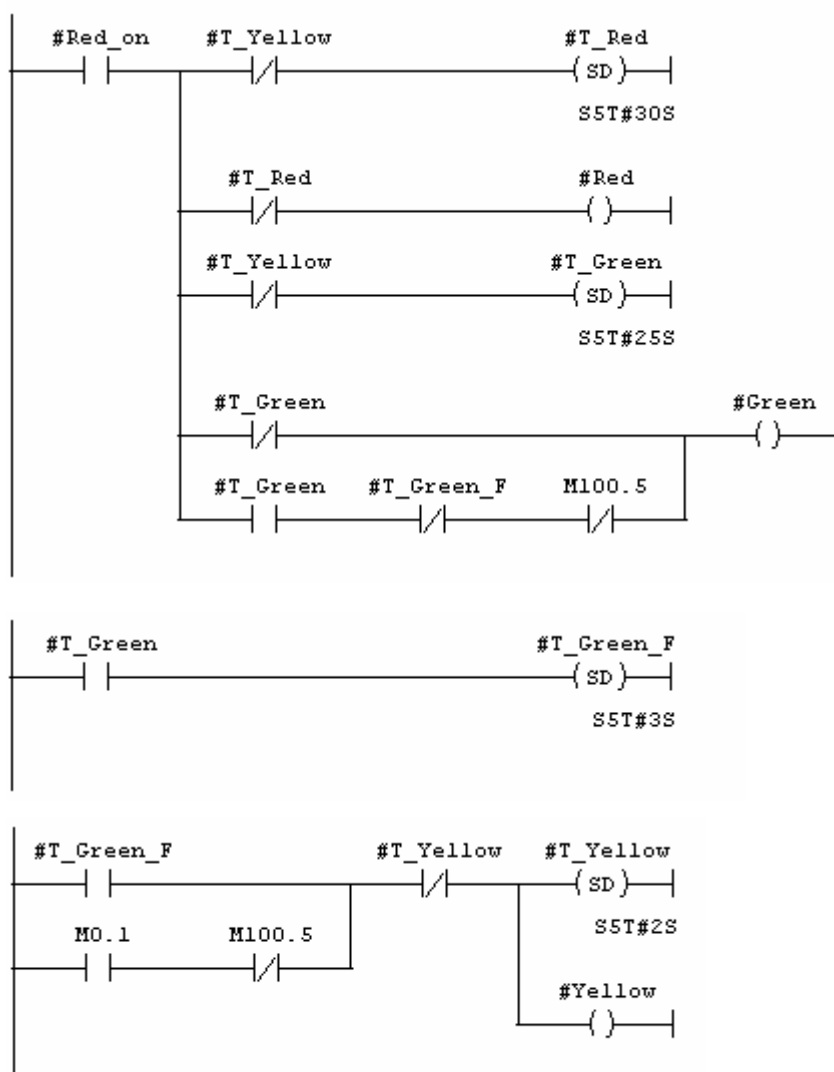 #Red_on #T_Yellow #T_Red
SD
S5T#30S
#T_Red #Red
#T_Yellow #T_Green
SD
S5T#25S
#T_Green #Green
#T_Green #T_Green_F M100.5
#T_Green #T_Green_F
SD
S5T#3S
#T_Green_F #T_Yellow #T_Yellow
SD
S5T#2S
M0.1 M100.5
#Yellow